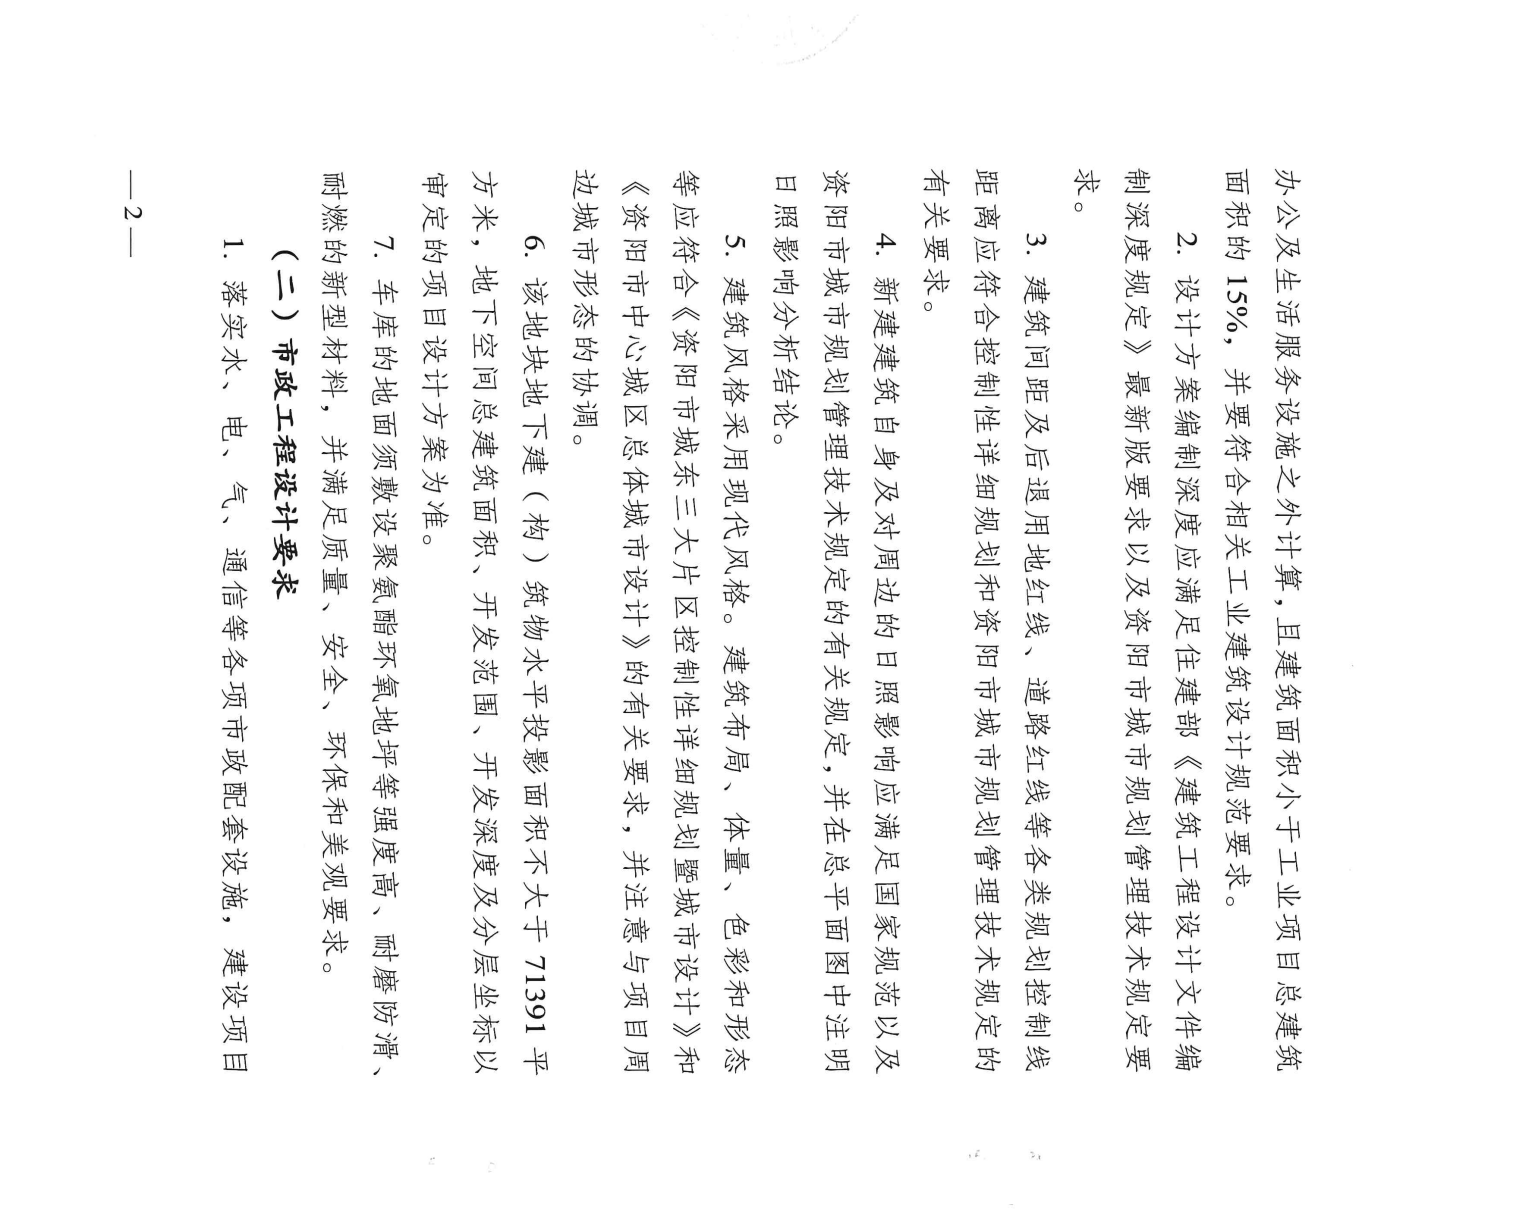 办公及生活服务设施之外计算，且建筑面积小于工业项目总建筑
面积的 15%，并要符合相关工业建筑设计规范要求。
2. 设计方案编制深度应满足住建部《建筑工程设计文件编
制深度规定》最新版要求以及资阳市城市规划管理技术规定要
求。
3. 建筑间距及后退用地红线、道路红线等各类规划控制线
距离应符合控制性详细规划和资阳市城市规划管理技术规定的
有关要求。
4. 新建建筑自身及对周边的日照影响应满足国家规范以及
资阳市城市规划管理技术规定的有关规定，并在总平面图中注明
日照影响分析结论。
5. 建筑风格采用现代风格。建筑布局、体量、色彩和形态
等应符合《资阳市城东三大片区控制性详细规划暨城市设计》和
《资阳市中心城区总体城市设计》的有关要求，并注意与项目周
边城市形态的协调。
6. 该地块地下建（构）筑物水平投影面积不大于 71391 平
方米，地下空间总建筑面积、开发范围、开发深度及分层坐标以
审定的项目设计方案为准。
7. 车库的地面须敷设聚氨酯环氧地坪等强度高、耐磨防滑、
耐燃的新型材料，并满足质量、安全、环保和美观要求。
（二）市政工程设计要求
1. 落实水、电、气、通信等各项市政配套设施，建设项目
—2—